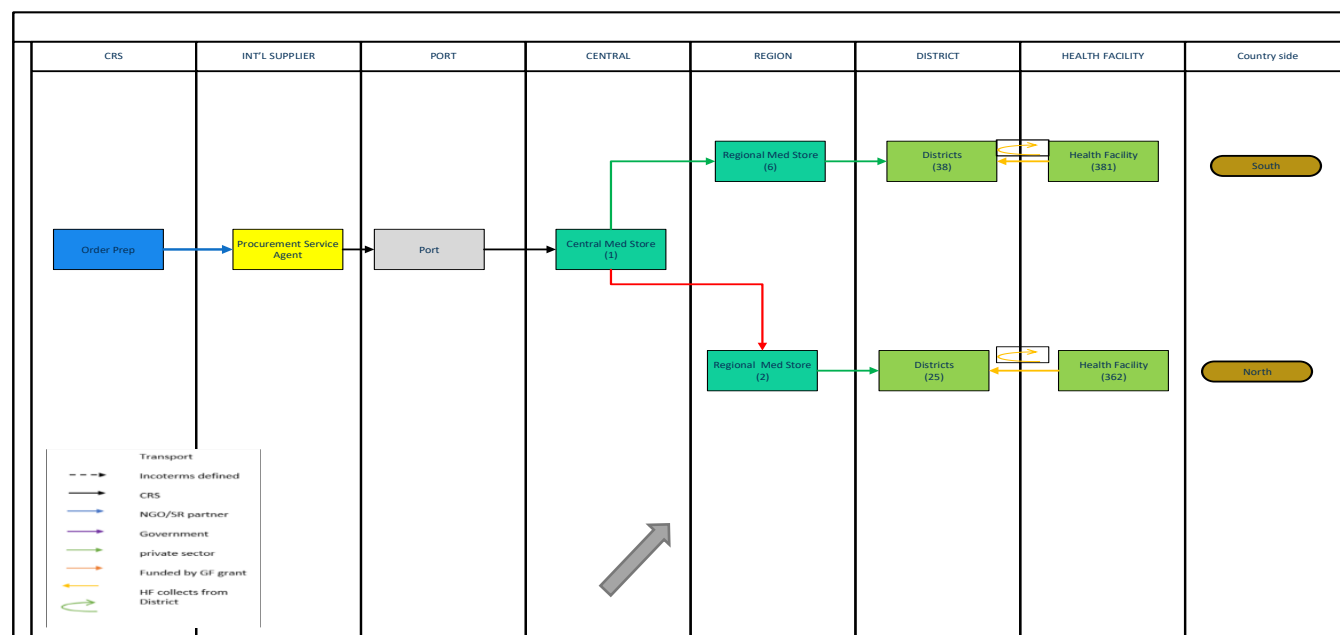 CRS
INT'L SUPPLIER
PORT
CENTRAL
REGION
DISTRICT
HEALTH FACILITY
Country side
Regional Med Store
(6)
Districts
(38)
Health Facility
(381)
South
Order Prep
Procurement Service
Agent
Port
Central Med Store
(1)
Regional  Med Store
(2)
Districts
(25)
Health Facility
(362)
North
Transport
Incoterms defined
CRS
NGO/SR partner
Government
private sector
Funded by GF grant
HF collects from
District